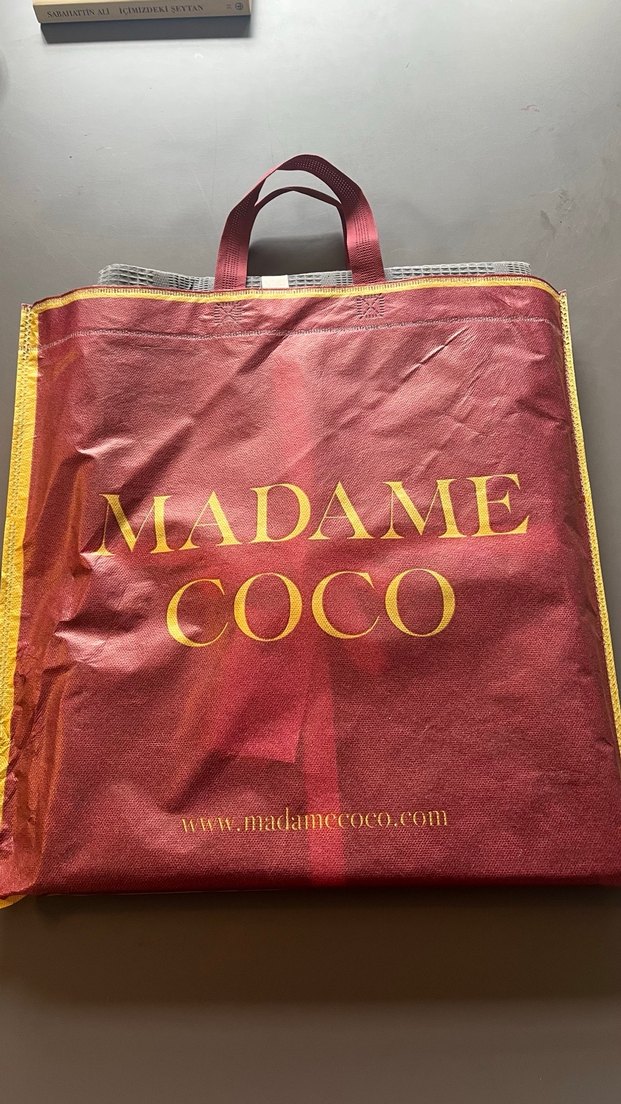 SABAHATTİN ALİ İÇİMİZDEKİ ŞEYTAN
MADAME
COCO
www.madamecoco.com